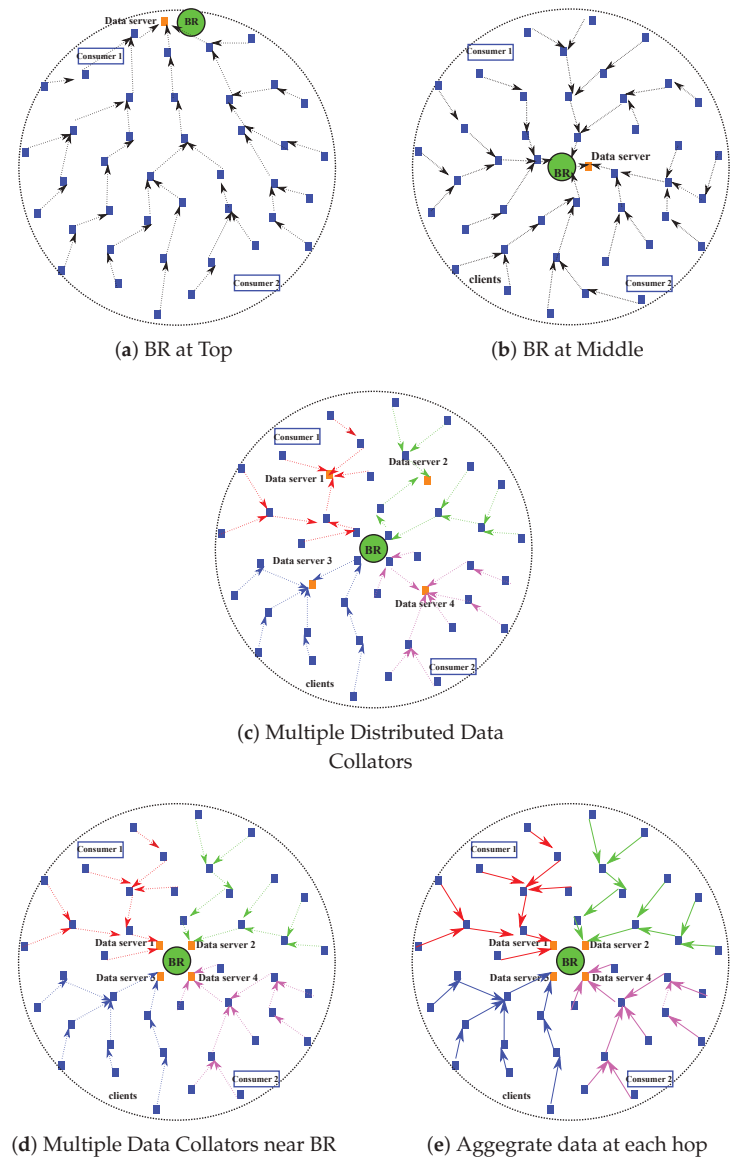 Data server
BR
Consumer 1
Consumer 2
(a) BR at Top
BR
Data server
Consumer 1
clients
Consumer 2
(b) BR at Middle
Consumer 1
Data server 1
Data server 2
BR
Data server 3
Data server 4
clients
Consumer 2
(c) Multiple Distributed Data
Collators
Consumer 1
Data server 1
Data server 2
BR
Data server 3
Data server 4
clients
Consumer 2
(d) Multiple Data Collators near BR
Consumer 1
Data server 1
Data server 2
BR
Data server 3
Data server 4
clients
Consumer 2
(e) Aggegrate data at each hop